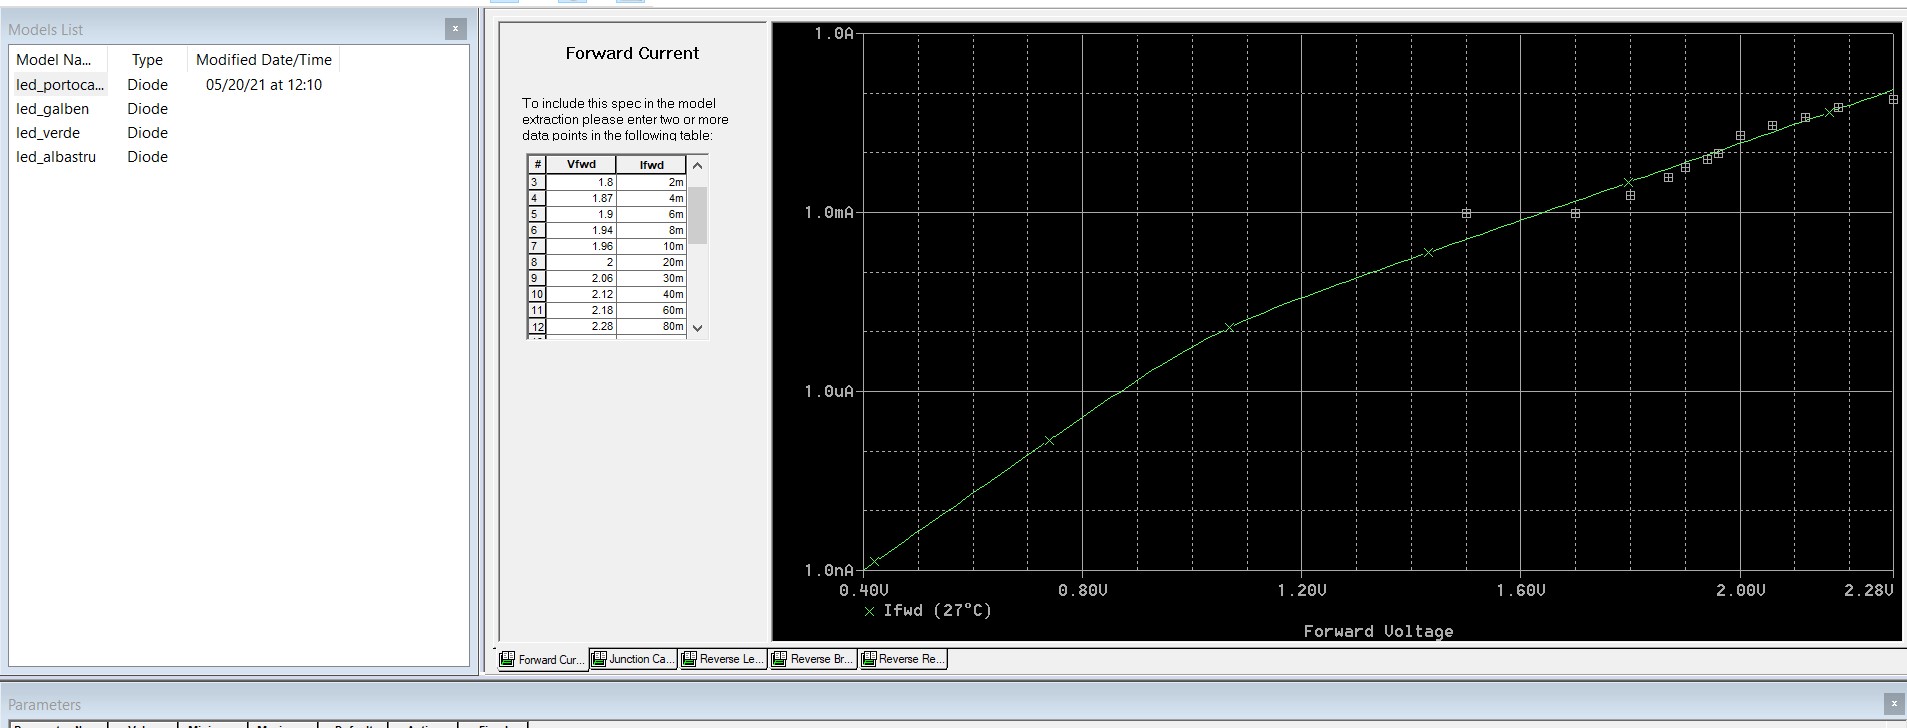 Models List
Model Na... Type Modified Date/Time
led_portoca... Diode 05/20/21 at 12:10
led_galben Diode
led_verde Diode
led_albastru Diode
Forward Current
To include this spec in the model
extraction please enter two or more
data points in the following table:
# Vfwd Ifwd
3 1.8 2m
4 1.87 4m
5 1.9 6m
6 1.94 8m
7 1.96 10m
8 2 20m
9 2.06 30m
10 2.12 40m
11 2.18 60m
12 2.28 80m
1.0A
1.0mA
1.0uA
1.0nA
0.40V 0.80V 1.20V 1.60V 2.00V 2.28V
Ifwd (27°C)
Forward Voltage
Forward Cur... Junction Ca... Reverse Le... Reverse Br... Reverse Re...
Parameters